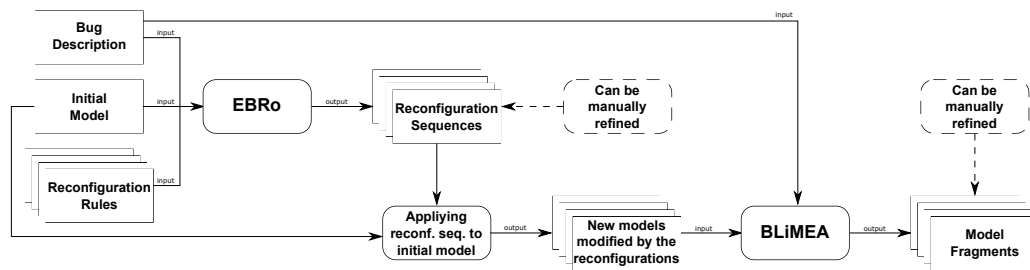 Bug
Description
input
input
Initial
Model
input
EBRo
output
Reconfiguration
Sequences
Can be
manually
refined
Can be
manually
refined
Reconfiguration
Rules
input
Appliying
reconf. seq. to
initial model
output
New models
modified by the
reconfigurations
input
BLiMEA
output
Model
Fragments